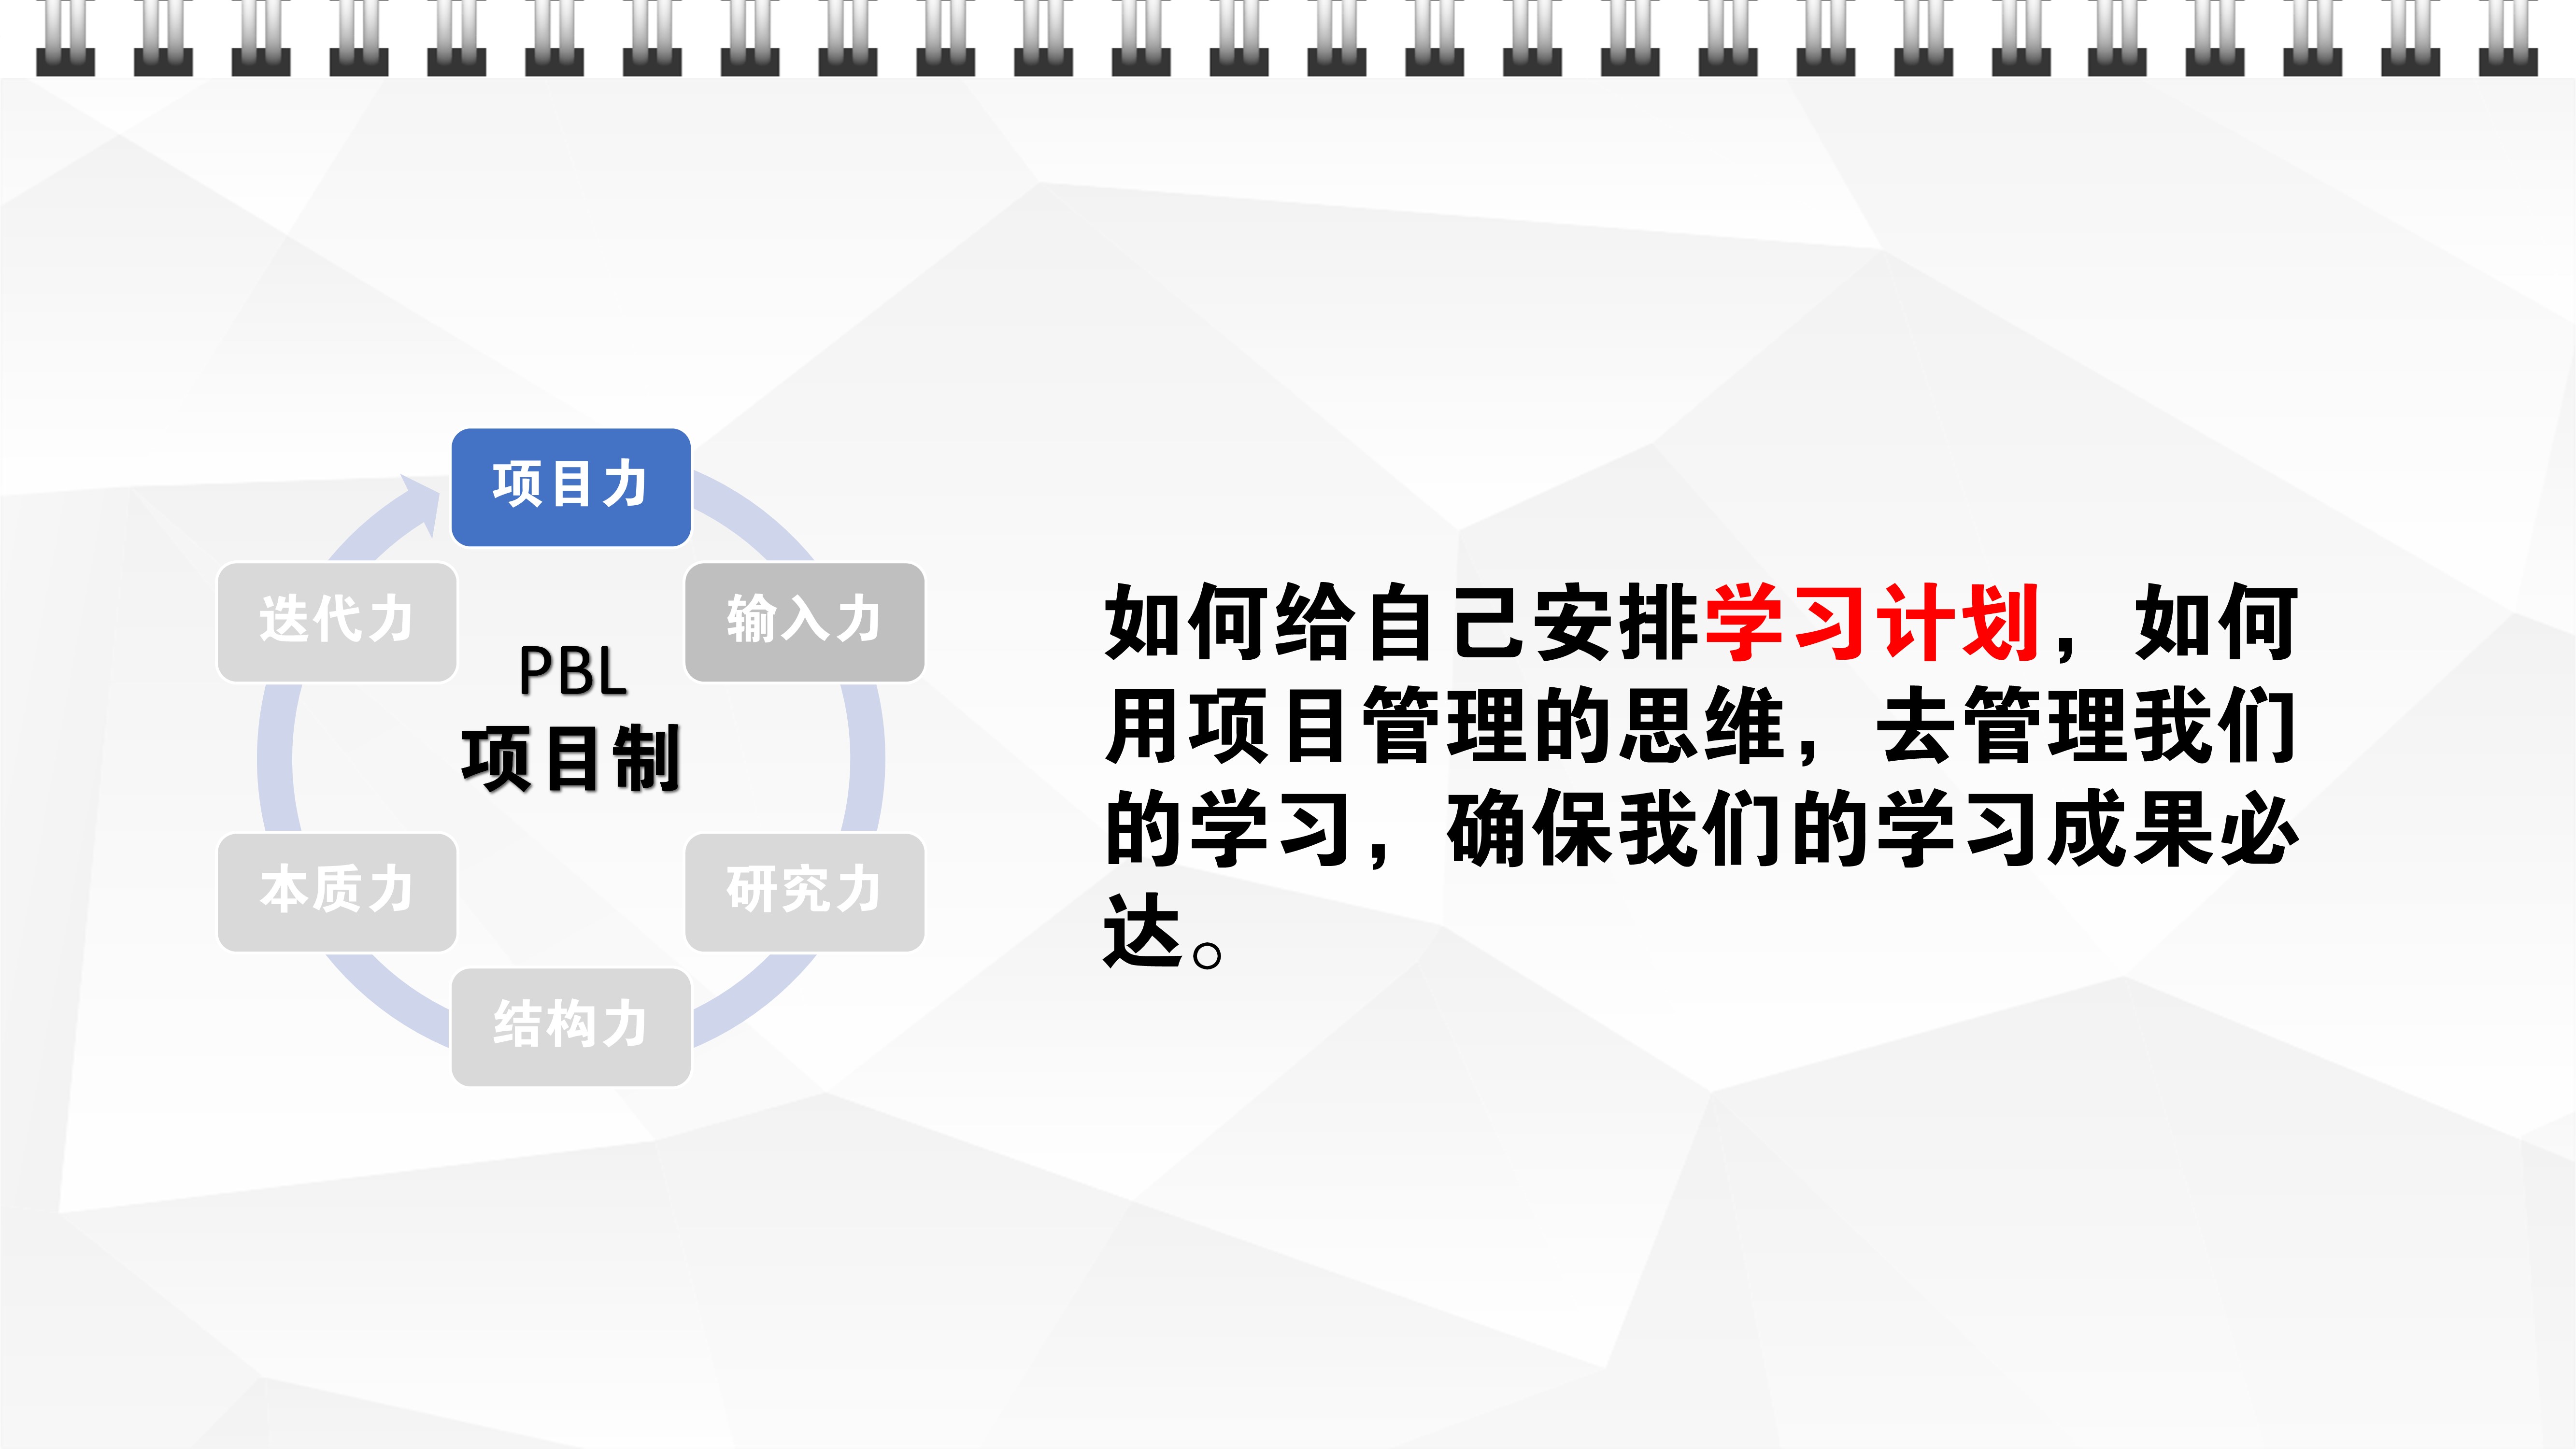 项目力
输入力
研究力
结构力
本质力
迭代力
PBL
项目制
如何给自己安排学习计划，如何
用项目管理的思维，去管理我们
的学习，确保我们的学习成果必
达。